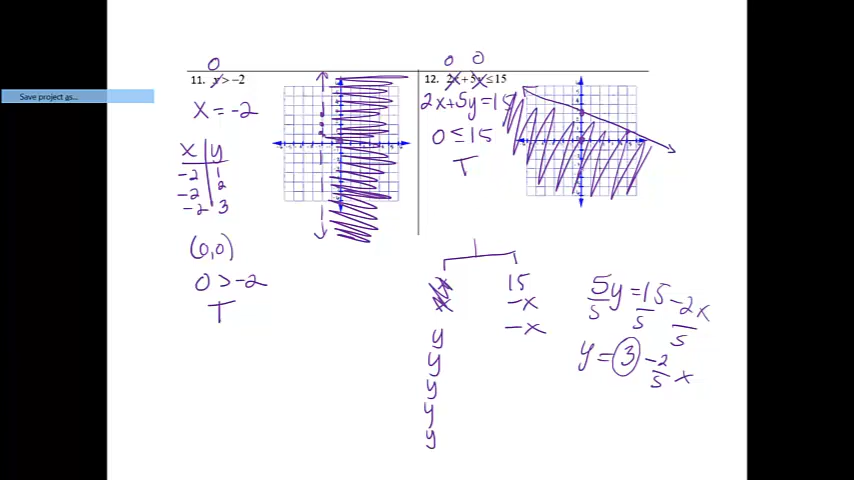 Save project as...
0
11. x > -2
X = -2
x y
-2 1
-2 2
-2 3
(0,0)
0 > -2
T
0 0
12. 2x + 5y ≤ 15
2x+5y=15
0 ≤ 15
T
15
-x
-x
y
y
y
y
y
5y = 15 - 2x
5 5 5
y = 3 - 2/5 x